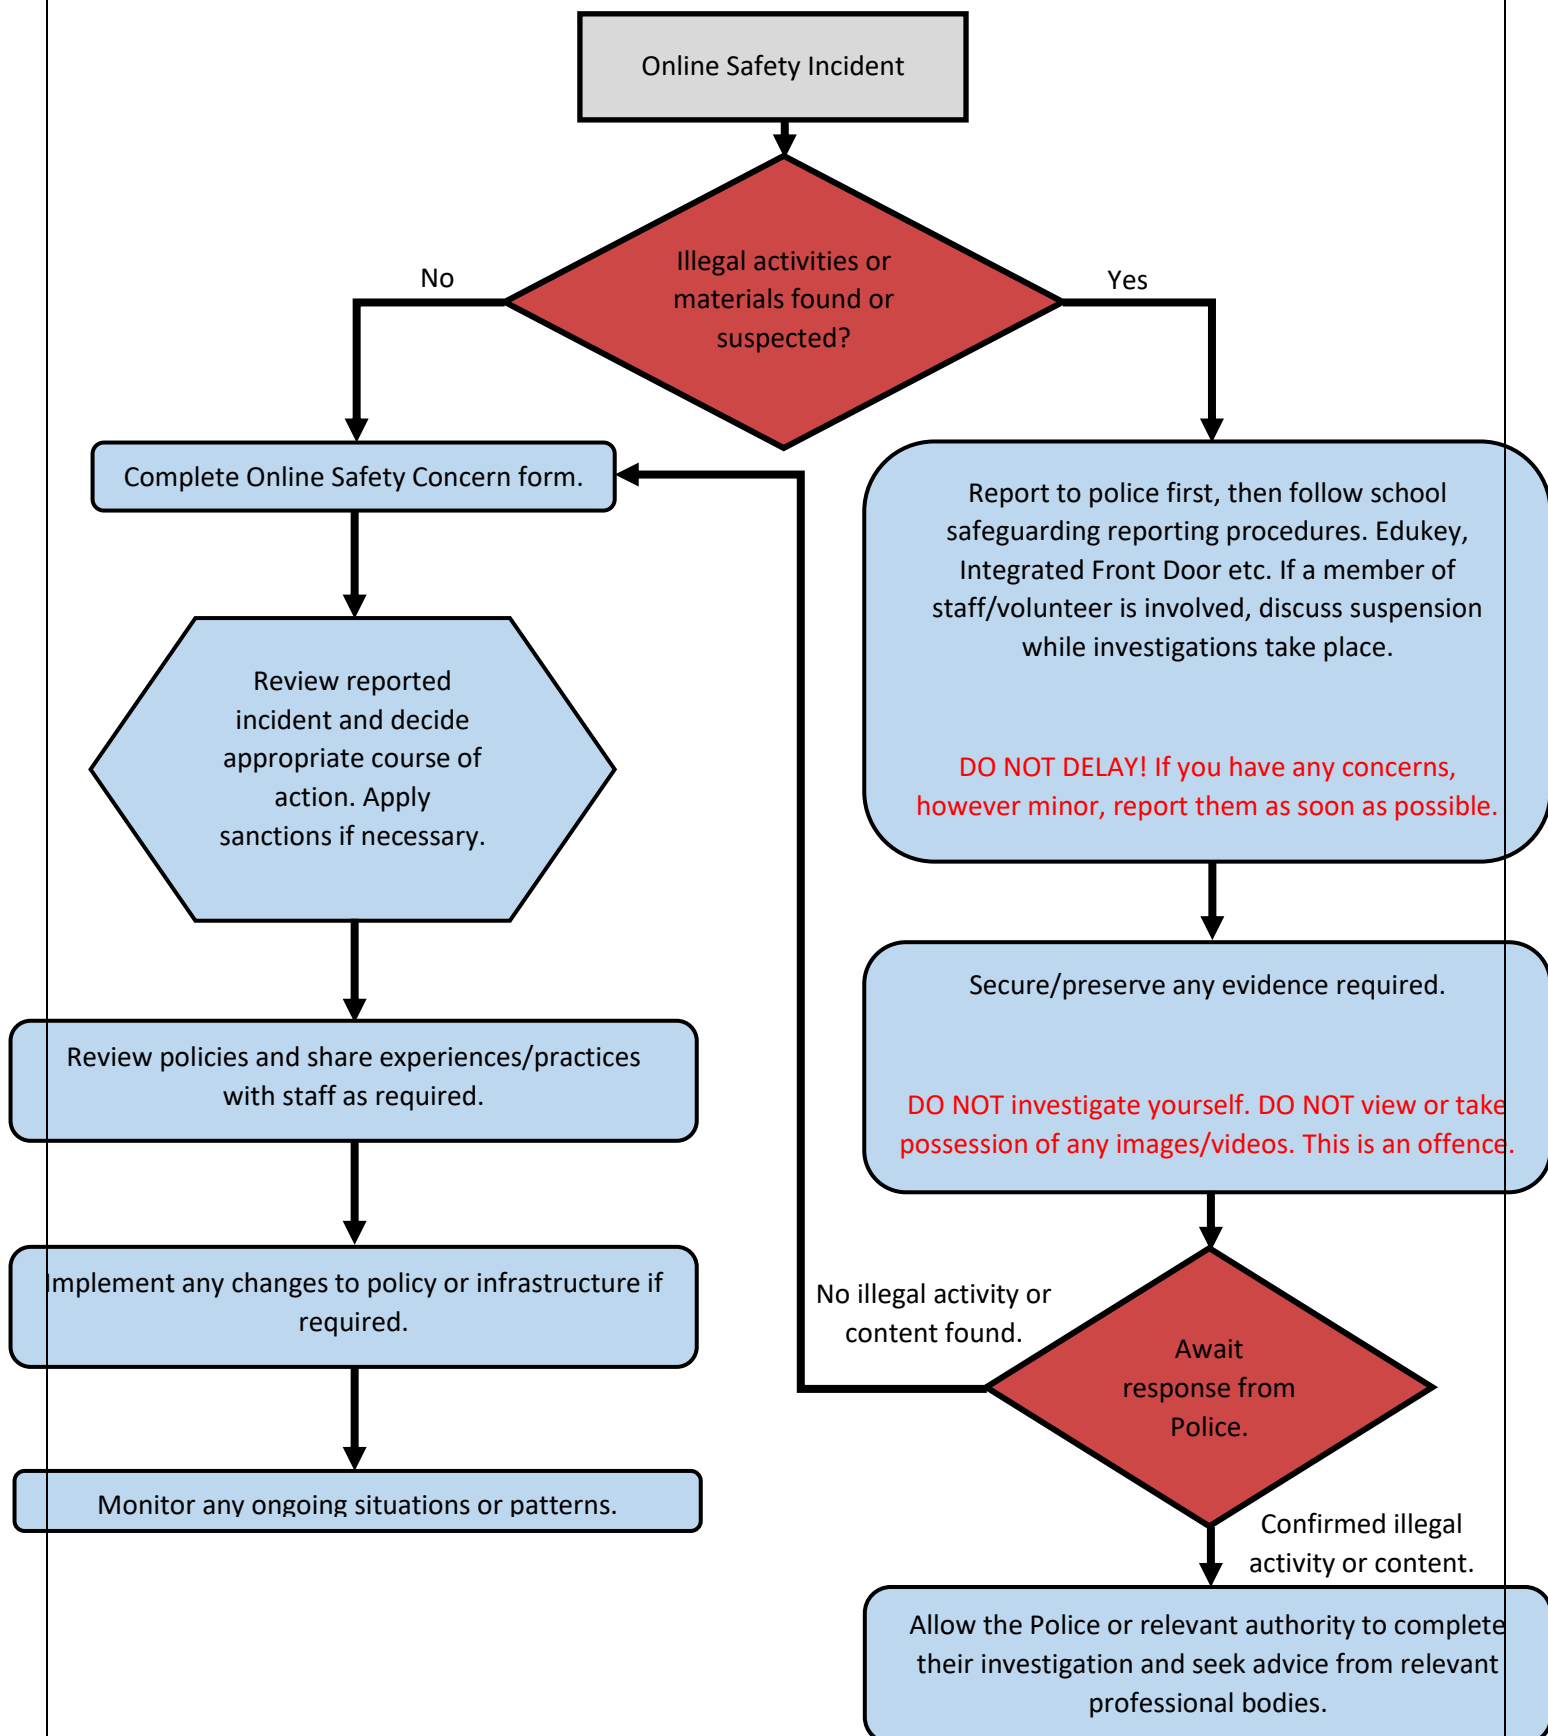 Online Safety Incident
Illegal activities or
materials found or
suspected?
No
Yes
Complete Online Safety Concern form.
Review reported
incident and decide
appropriate course of
action. Apply
sanctions if necessary.
Review policies and share experiences/practices
with staff as required.
Implement any changes to policy or infrastructure if
required.
Monitor any ongoing situations or patterns.
Report to police first, then follow school
safeguarding reporting procedures. Edukey,
Integrated Front Door etc. If a member of
staff/volunteer is involved, discuss suspension
while investigations take place.
DO NOT DELAY! If you have any concerns,
however minor, report them as soon as possible.
Secure/preserve any evidence required.
DO NOT investigate yourself. DO NOT view or take
possession of any images/videos. This is an offence.
Await
response from
Police.
No illegal activity or
content found.
Confirmed illegal
activity or content.
Allow the Police or relevant authority to complete
their investigation and seek advice from relevant
professional bodies.